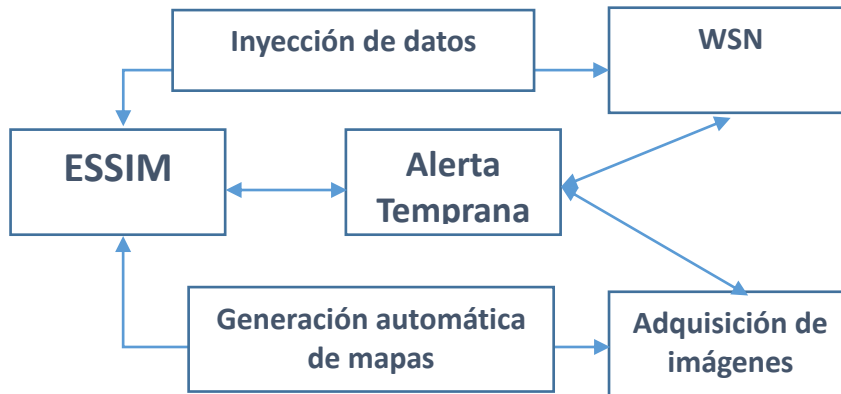 Inyección de datos
WSN
ESSIM
Alerta
Temprana
Generación automática
de mapas
Adquisición de
imágenes